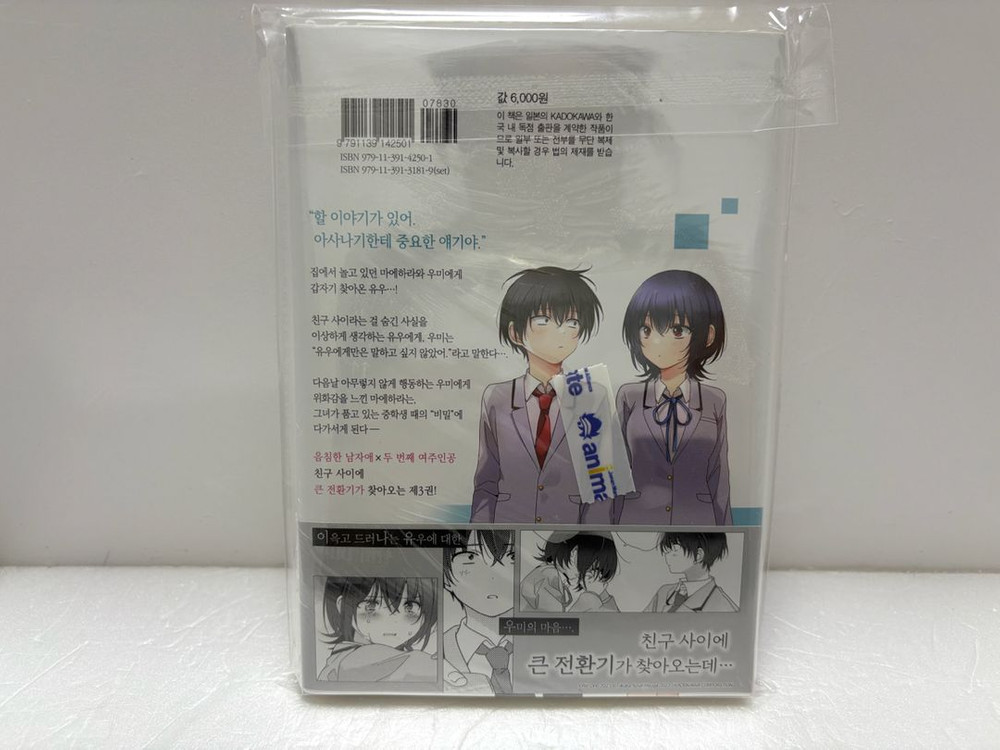 07830
9 791139 142501
ISBN 979-11-391-4250-1
ISBN 979-11-391-3181-9(set)
값 6,000원
이 책은 일본의 KADOKAWA와 한
국 내 독점 출판을 계약한 작품이
므로 일부 또는 전부를 무단 복제
및 복사할 경우 법의 제재를 받습
니다.
"할 이야기가 있어.
아사나기한테 중요한 얘기야."
집에서 놀고 있던 마에하라와 우미에게
갑자기 찾아온 유우…!
친구 사이라는 걸 숨긴 사실을
이상하게 생각하는 유우에게, 우미는
"유우에게만은 말하고 싶지 않았어."라고 말한다….
다음날 아무렇지 않게 행동하는 우미에게
위화감을 느낀 마에하라는,
그녀가 품고 있는 중학생 때의 "비밀"에
다가서게 된다―
음침한 남자애×두 번째 여주인공
친구 사이에
큰 전환기가 찾아오는 제3권!
ate
anima
이윽고 드러나는 유우에 대한
우미의 마음….
친구 사이에
큰 전환기가 찾아오는데…